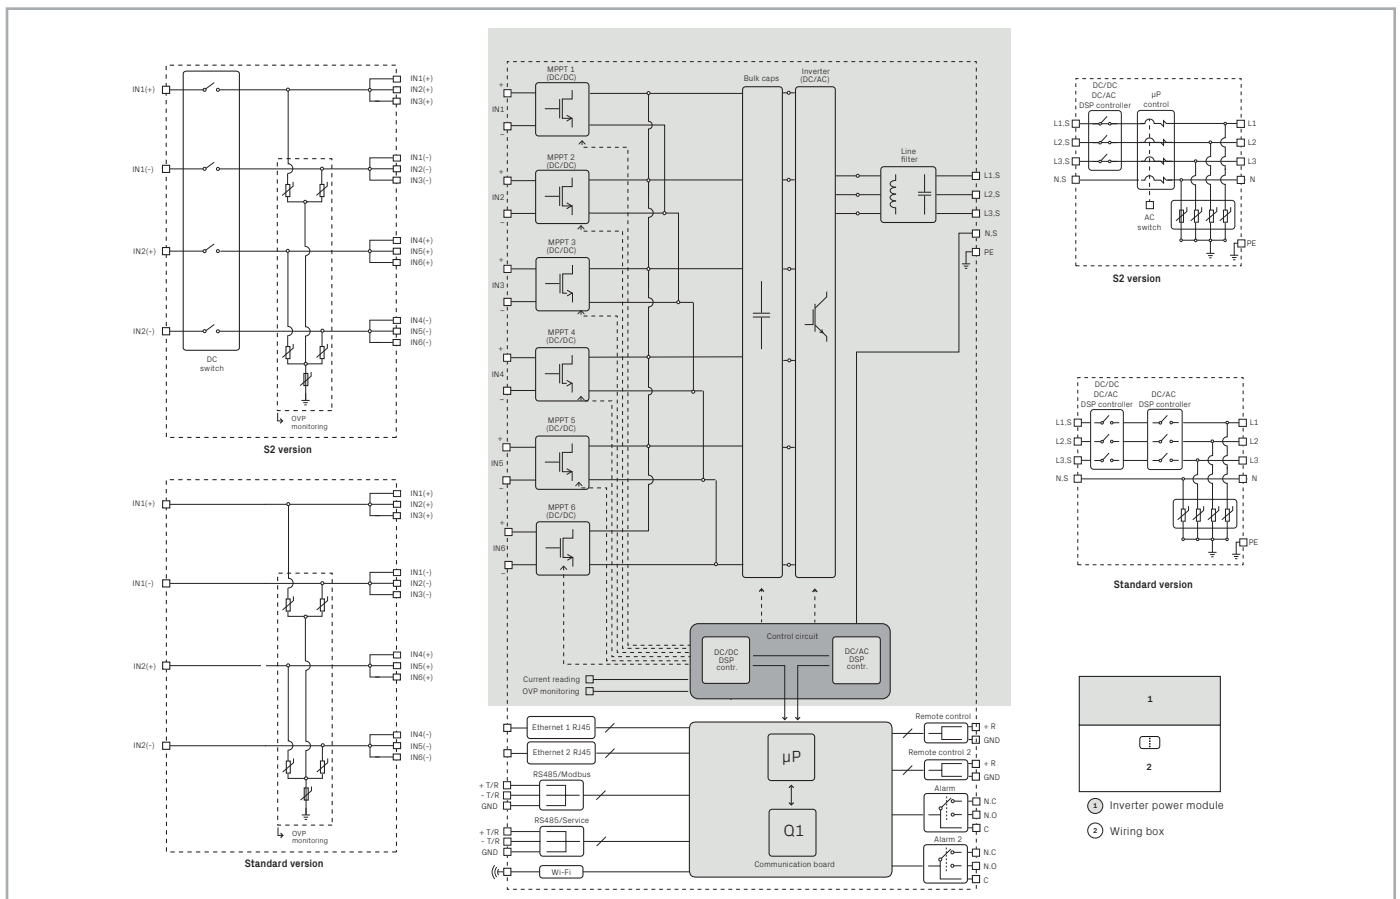 IN1(+)
IN1(+)
IN2(+)
IN3(+)
IN1(-)
IN1(-)
IN2(-)
IN3(-)
IN2(+)
IN4(+)
IN5(+)
IN6(+)
IN2(-)
IN4(-)
IN5(-)
IN6(-)
DC
switch
OVP
monitoring
S2 version
IN1(+)
IN1(+)
IN2(+)
IN3(+)
IN1(-)
IN1(-)
IN2(-)
IN3(-)
IN2(+)
IN4(+)
IN5(+)
IN6(+)
IN2(-)
IN4(-)
IN5(-)
IN6(-)
OVP
monitoring
Standard version
MPPT 1
(DC/DC)
+
IN1
–
MPPT 2
(DC/DC)
+
IN2
–
MPPT 3
(DC/DC)
+
IN3
–
MPPT 4
(DC/DC)
+
IN4
–
MPPT 5
(DC/DC)
+
IN5
–
MPPT 6
(DC/DC)
+
IN6
–
Bulk caps
Inverter
(DC/AC)
Line
filter
L1,S
L2,S
L3,S
N.S
PE
Control circuit
DC/DC
DSP
contr.
DC/AC
DSP
contr.
Current reading
OVP monitoring
Ethernet 1 RJ45
Ethernet 2 RJ45
RS485/Modbus
+ T/R
- T/R
GND
RS485/Service
+ T/R
- T/R
GND
Wi-Fi
µP
Q1
Communication board
Remote control
+ R
GND
Remote control 2
+ R
GND
Alarm
N.C
N.O
C
Alarm 2
N.C
N.O
C
DC/DC
DC/AC
DSP controller
µP
control
L1,S
L2,S
L3,S
N.S
L1
L2
L3
N
AC
switch
PE
S2 version
DC/DC
DC/AC
DSP controller
DC/AC
DSP controller
L1,S
L2,S
L3,S
N.S
L1
L2
L3
N
PE
Standard version
1
2
1 Inverter power module
2 Wiring box